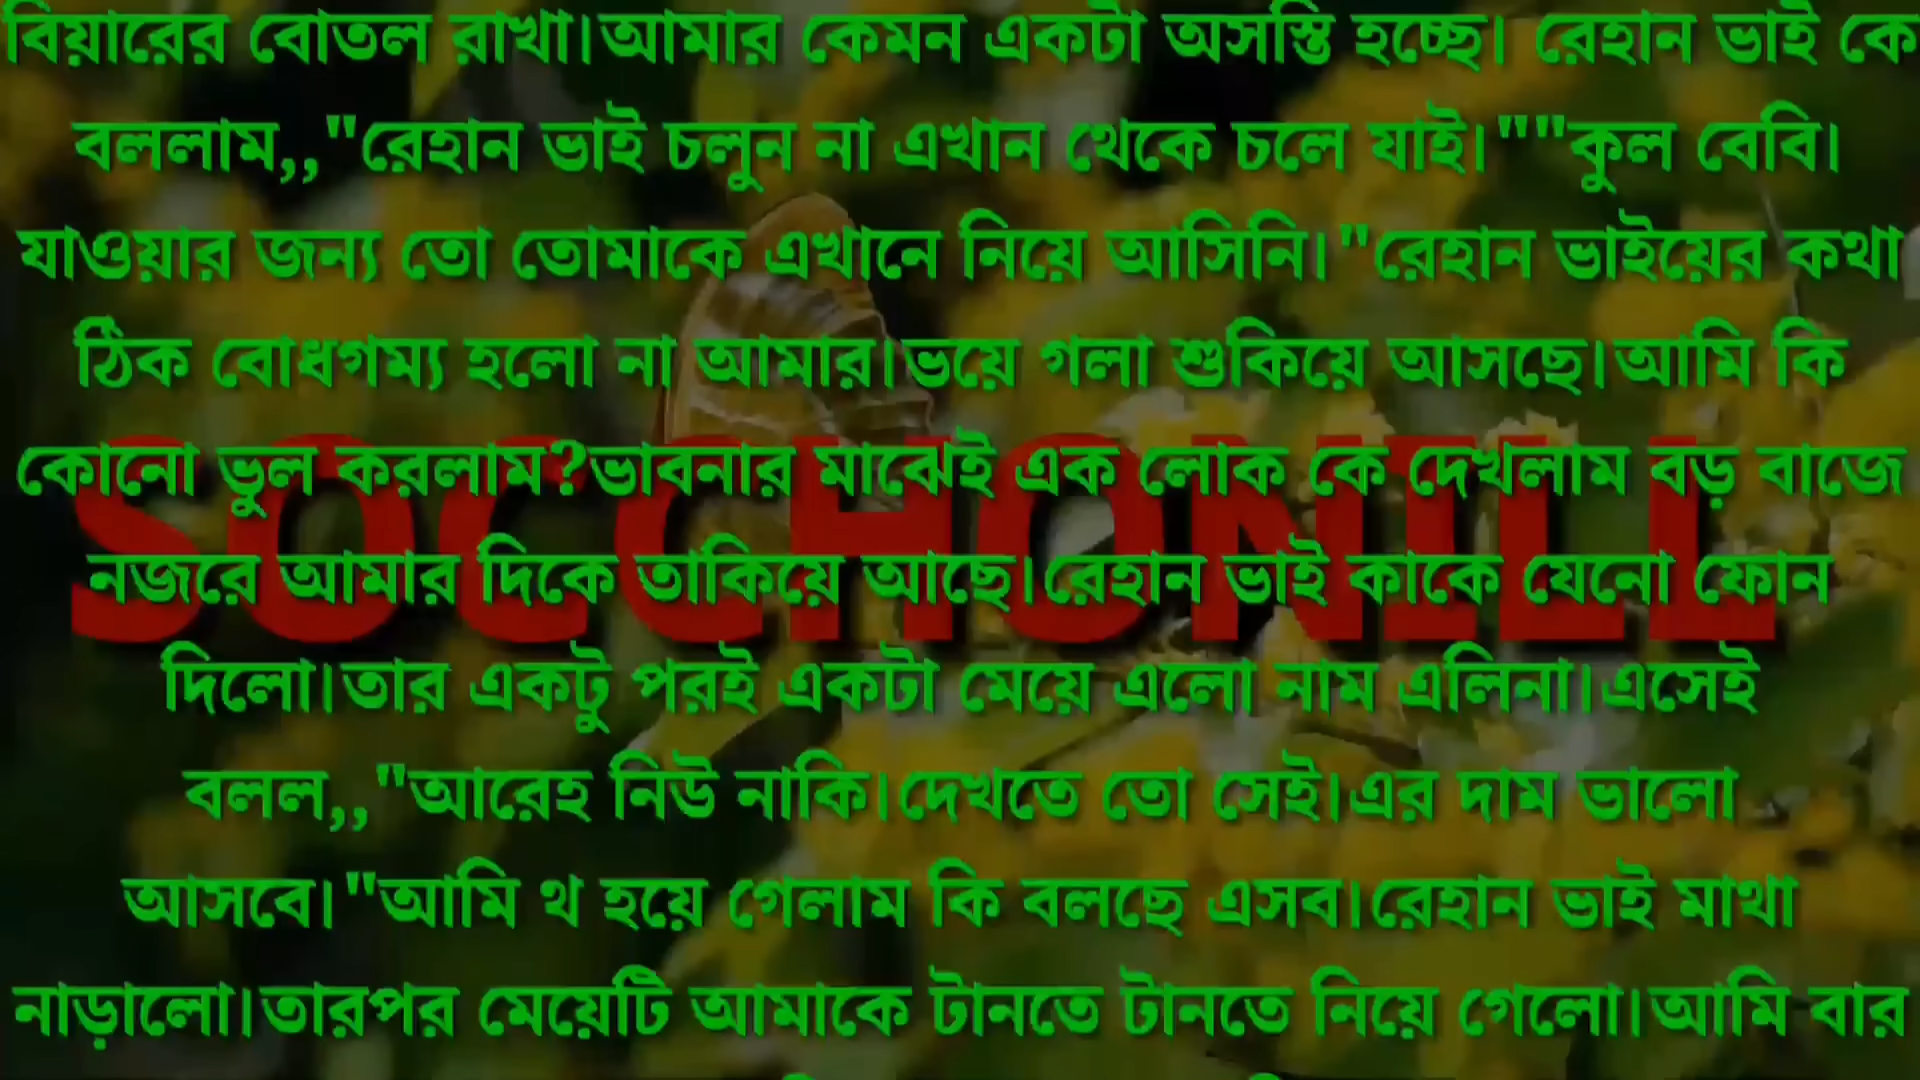 বিয়ারের বোতল রাখা।আমার কেমন একটা অসস্তি হচ্ছে। রেহান ভাই কে
বললাম,,"রেহান ভাই চলুন না এখান থেকে চলে যাই।""কুল বেবি।
যাওয়ার জন্য তো তোমাকে এখানে নিয়ে আসিনি। "রেহান ভাইয়ের কথা
ঠিক বোধগম্য হলো না আমার।ভয়ে গলা শুকিয়ে আসছে।আমি কি
কোনো ভুল করলাম?ভাবনার মাঝেই এক লোক কে দেখলাম বড় বাজে
SOCCHONILL
নজরে আমার দিকে তাকিয়ে আছে।রেহান ভাই কাকে যেনো ফোন
দিলো।তার একটু পরই একটা মেয়ে এলো নাম এলিনা।এসেই
বলল,,"আরেহ নিউ নাকি।দেখতে তো সেই।এর দাম ভালো
আসবে।"আমি থ হয়ে গেলাম কি বলছে এসব।রেহান ভাই মাথা
নাড়ালো।তারপর মেয়েটি আমাকে টানতে টানতে নিয়ে গেলো।আমি বার